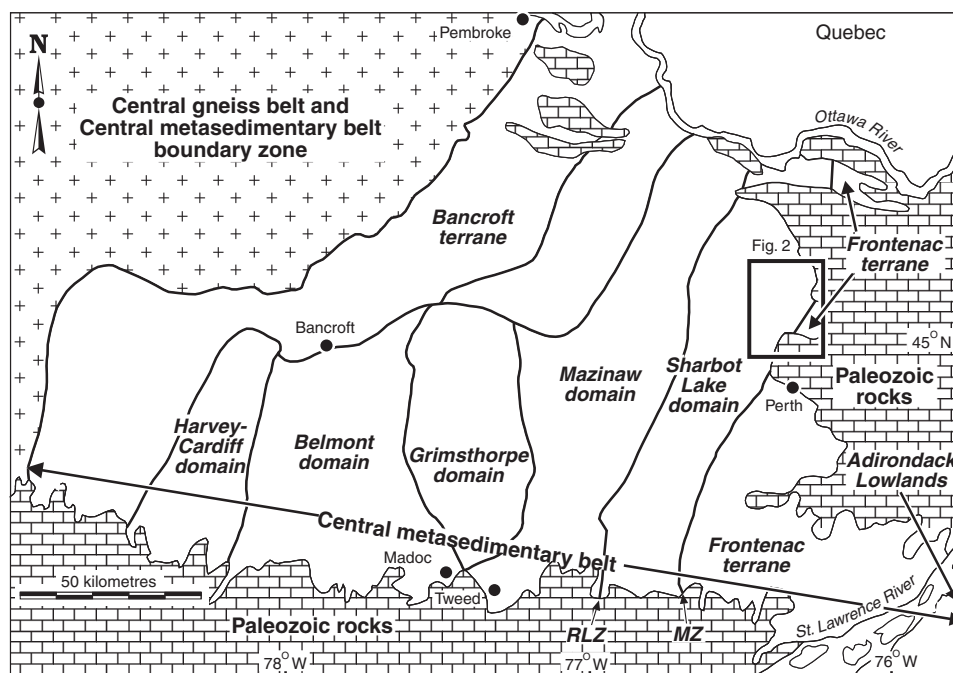 Pembroke
Quebec
N
Central gneiss belt and
Central metasedimentary belt
boundary zone
Ottawa River
Bancroft
terrane
Fig. 2
Frontenac
terrane
Bancroft
45°N
Mazinaw
domain
Sharbot
Lake
domain
Paleozoic
rocks
Perth
Harvey-
Cardiff
domain
Belmont
domain
Grimsthorpe
domain
Adirondack
Lowlands
Central metasedimentary belt
Madoc
Frontenac
terrane
50 kilometres
Tweed
St. Lawrence River
Paleozoic rocks
RLZ
MZ
78°W
77°W
76°W